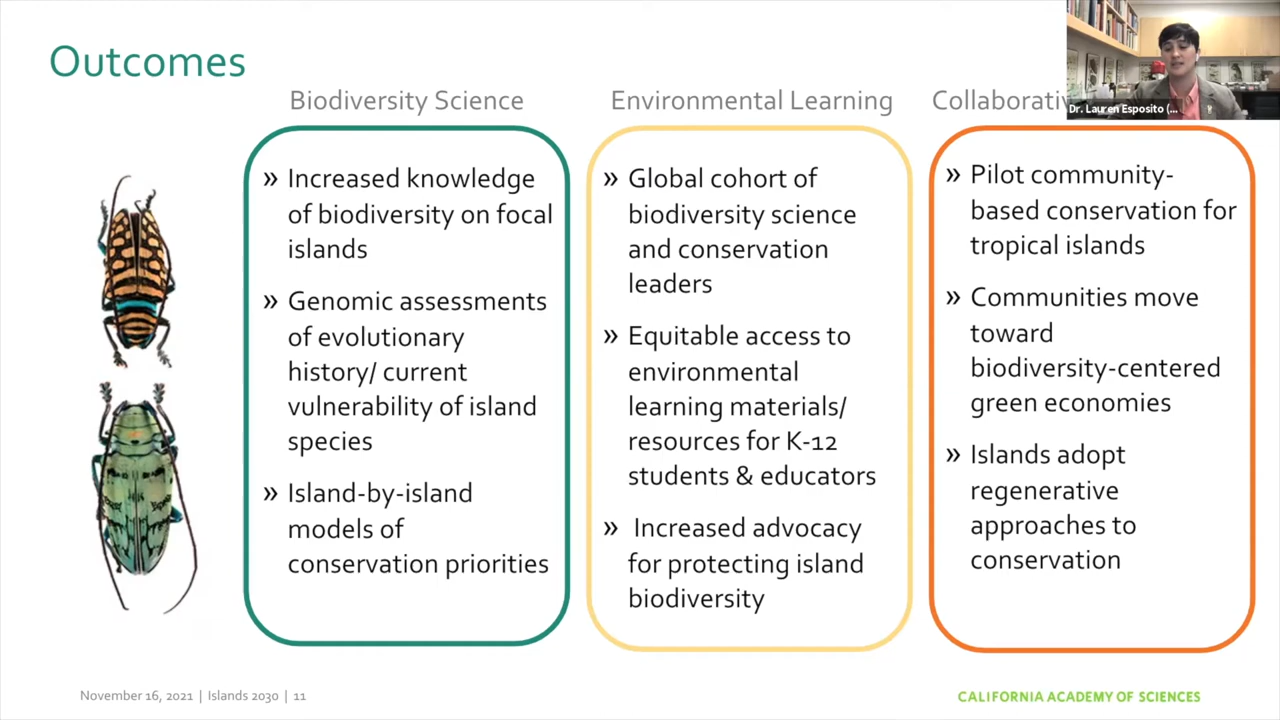 Outcomes
Biodiversity Science
» Increased knowledge
of biodiversity on focal
islands
» Genomic assessments
of evolutionary
history/ current
vulnerability of island
species
» Island-by-island
models of
conservation priorities
Environmental Learning
» Global cohort of
biodiversity science
and conservation
leaders
» Equitable access to
environmental
learning materials/
resources for K-12
students & educators
» Increased advocacy
for protecting island
biodiversity
» Pilot community-
based conservation for
tropical islands
» Communities move
toward
biodiversity-centered
green economies
» Islands adopt
regenerative
approaches to
conservation
Dr. Lauren Esposito (...
November 16, 2021 | Islands 2030 | 11
CALIFORNIA ACADEMY OF SCIENCES